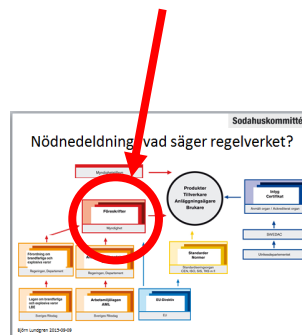 Sodahuskommitté
Nödnedeldning, vad säger regelverket?
Produkter
Tillverkare
Anläggningsägare
Brukare
Intyg
Certifikat
Föreskrifter
Myndighet
SWEDAC
Utrikesdepartementet
Förordning om
brandfarliga och
explosiva varor
Regeringen, Departement
Regeringen, Departement
Standarder
Normer
Lagen om brandfarliga
och explosiva varor
LBE
Sveriges Riksdag
Arbetsmiljölagen
AML
Sveriges Riksdag
EU-Direktiv
EU
Björn Lundgren 2015-09-09